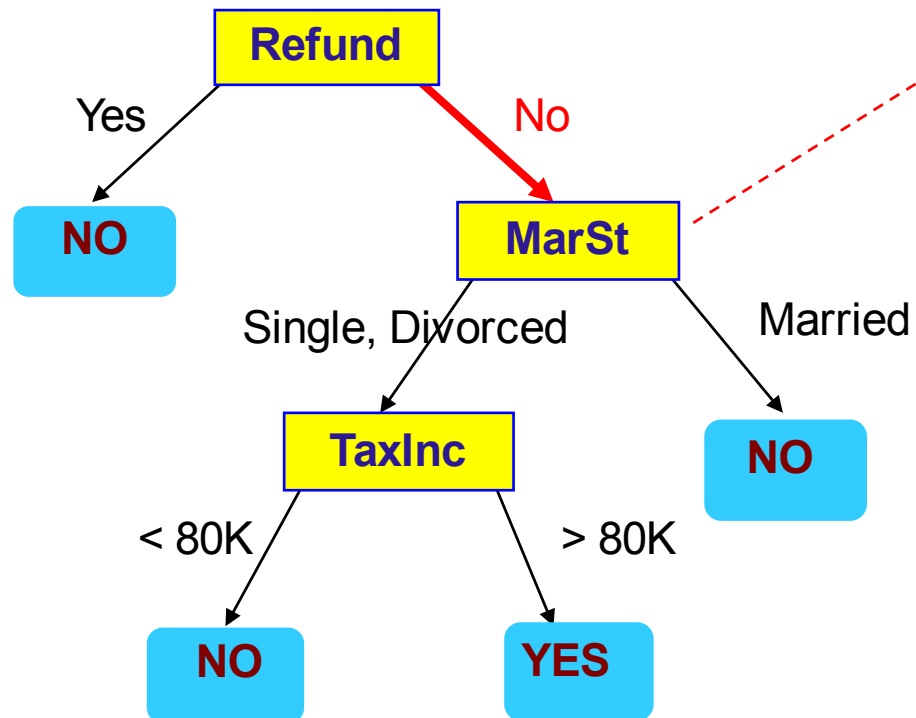 Refund
Yes
No
NO
MarSt
Single, Divorced
Married
TaxInc
NO
< 80K
> 80K
NO
YES